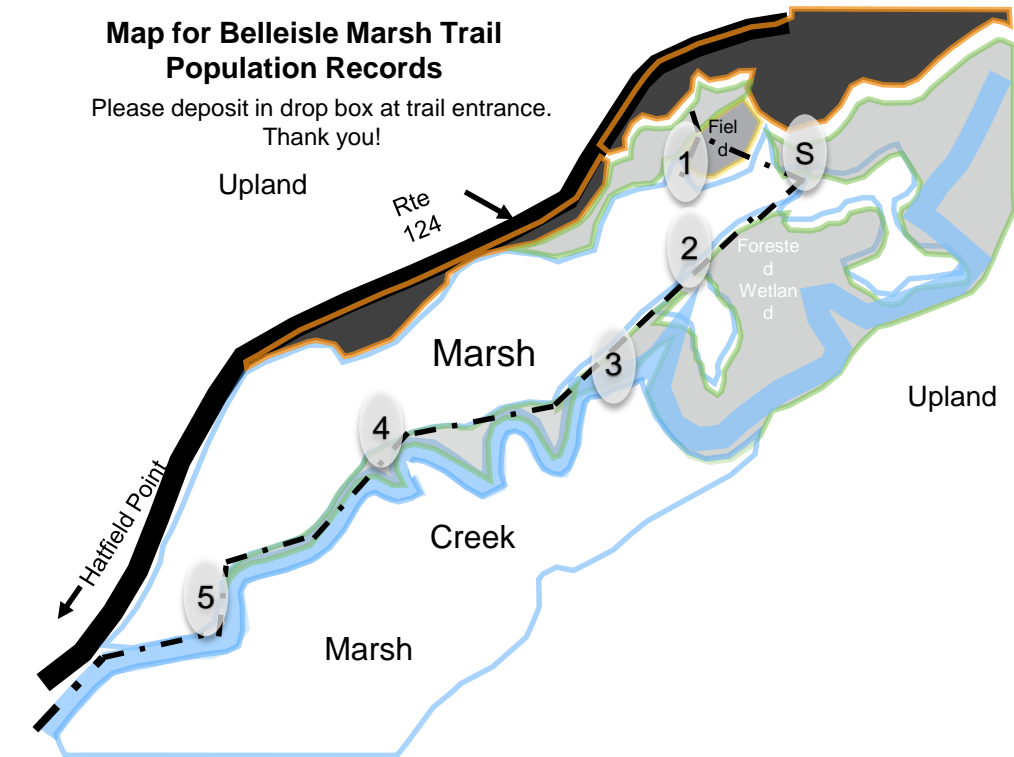 Map for Belleisle Marsh Trail
Population Records
Please deposit in drop box at trail entrance.
Thank you!
Upland
Rte
124
Fiel
d
1
S
2
Foreste
d
Wetlan
d
Marsh
3
Upland
4
Hatfield Point
Creek
5
Marsh